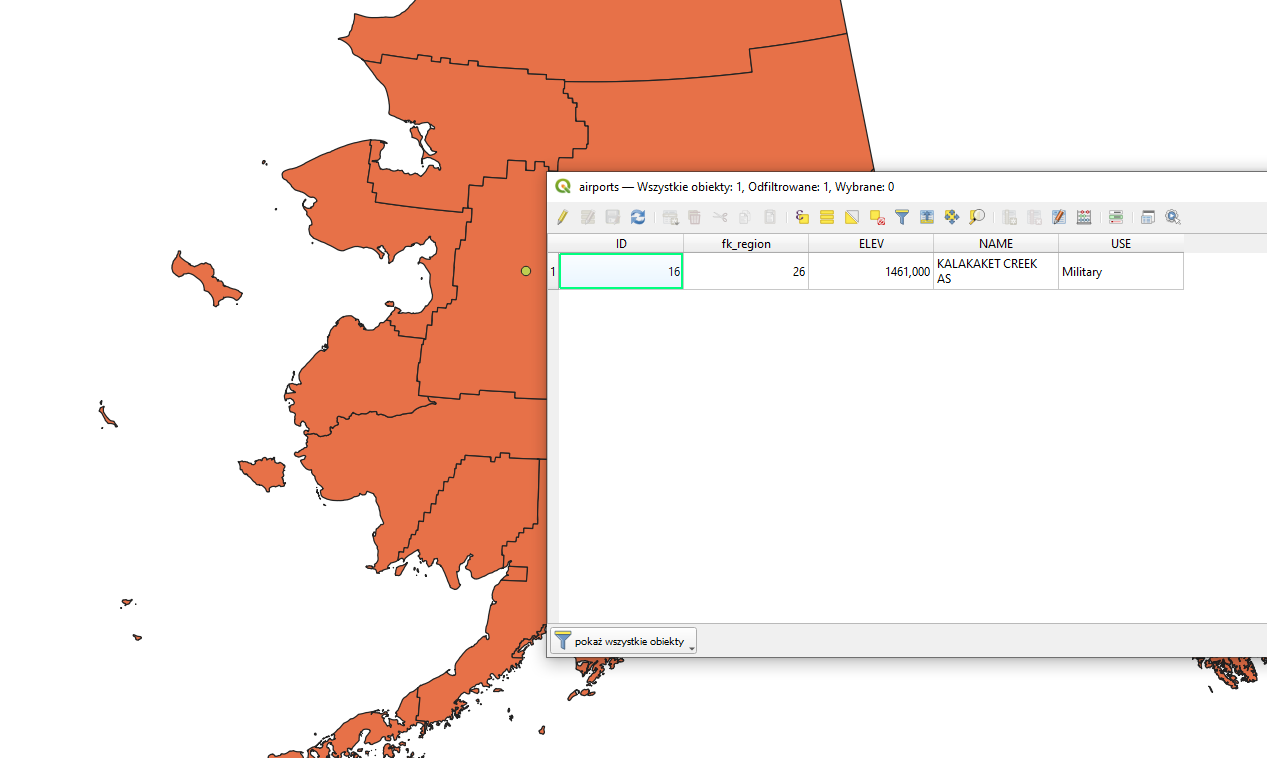 airports — Wszystkie obiekty: 1, Odfiltrowane: 1, Wybrane: 0
ID fk_region ELEV NAME USE
1 16 26 1461,000 KALAKAKET CREEK AS Military
pokaż wszystkie obiekty